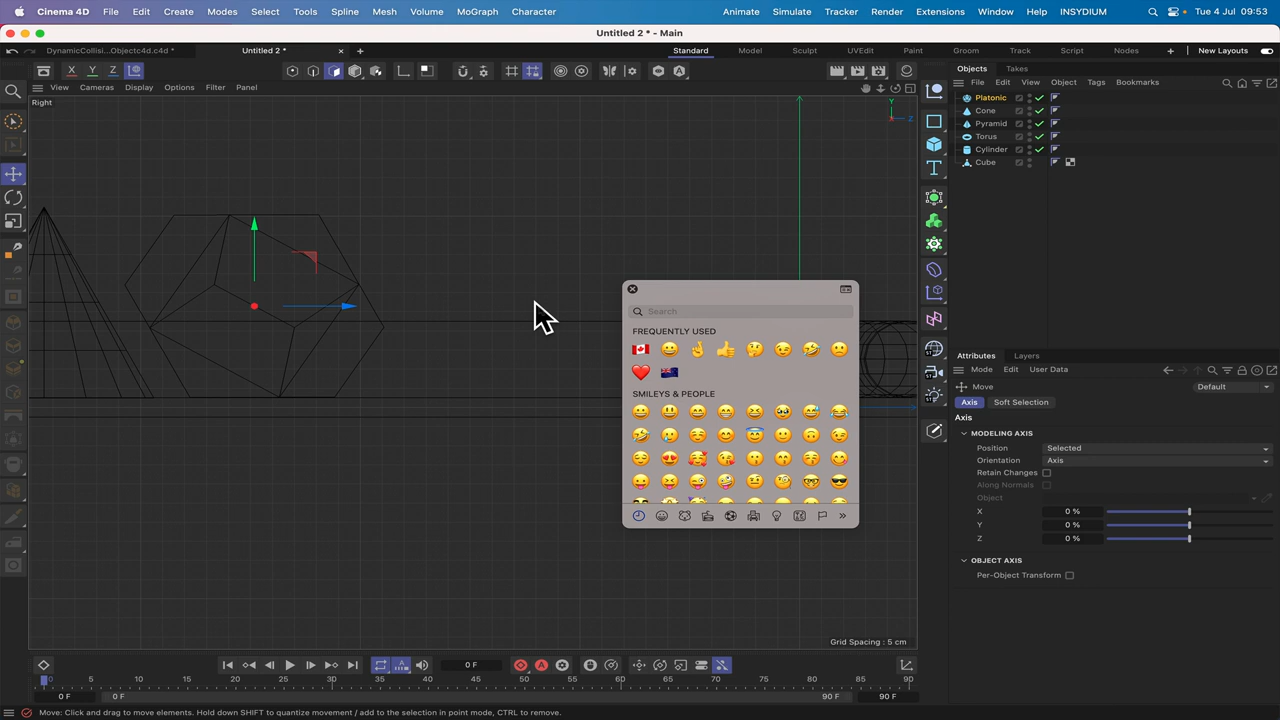 Cinema 4D File Edit Create Modes Select Tools Spline Mesh Volume MoGraph Character Animate Simulate Tracker Render Extensions Window Help INSYDIUM Tue 4 Jul 09:53
Untitled 2 * - Main
DynamicCollisi...Objectc4d.c4d * Untitled 2 * Standard Model Sculpt UVEdit Paint Groom Track Script Nodes New Layouts
X Y Z
Objects Takes
View Cameras Display Options Filter Panel
File Edit View Object Tags Bookmarks
Right
Y
Z
Platonic
Cone
Pyramid
Torus
Cylinder
Cube
Search
FREQUENTLY USED
SMILEYS & PEOPLE
Attributes Layers
Mode Edit User Data
Move Default
Axis Soft Selection
Axis
MODELING AXIS
Position Selected
Orientation Axis
Retain Changes
Along Normals
Object
X 0 %
Y 0 %
Z 0 %
OBJECT AXIS
Per-Object Transform
Grid Spacing : 5 cm
0 F
0 5 10 15 20 25 30 35 40 45 50 55 60 65 70 75 80 85 90
0 F 0 F 90 F 90 F
Move: Click and drag to move elements. Hold down SHIFT to quantize movement / add to the selection in point mode, CTRL to remove.